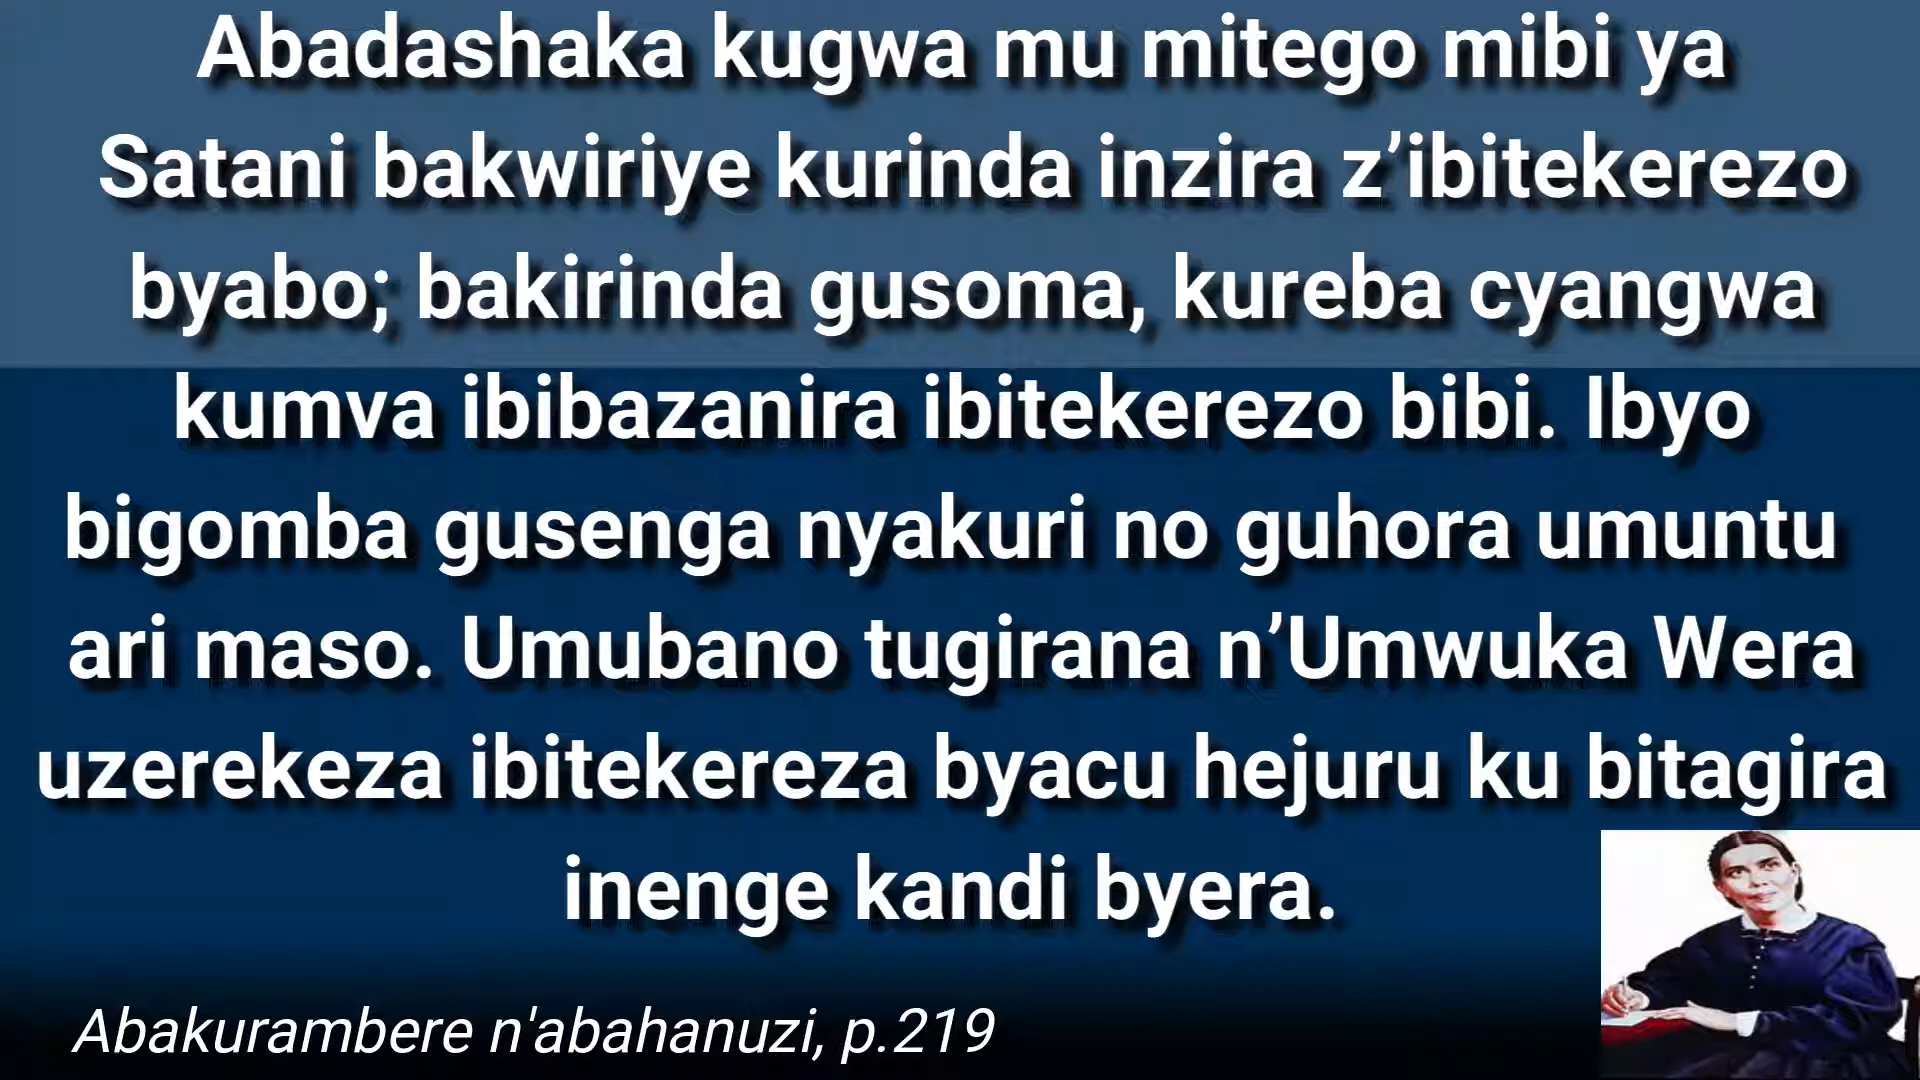 Abadashaka kugwa mu mitego mibi ya
Satani bakwiriye kurinda inzira z’ibitekerezo
byabo; bakirinda gusoma, kureba cyangwa
kumva ibibazanira ibitekerezo bibi. Ibyo
bigomba gusenga nyakuri no guhora umuntu
ari maso. Umubano tugirana n’Umwuka Wera
uzerekeza ibitekereza byacu hejuru ku bitagira
inenge kandi byera.
Abakurambere n'abahanuzi, p.219